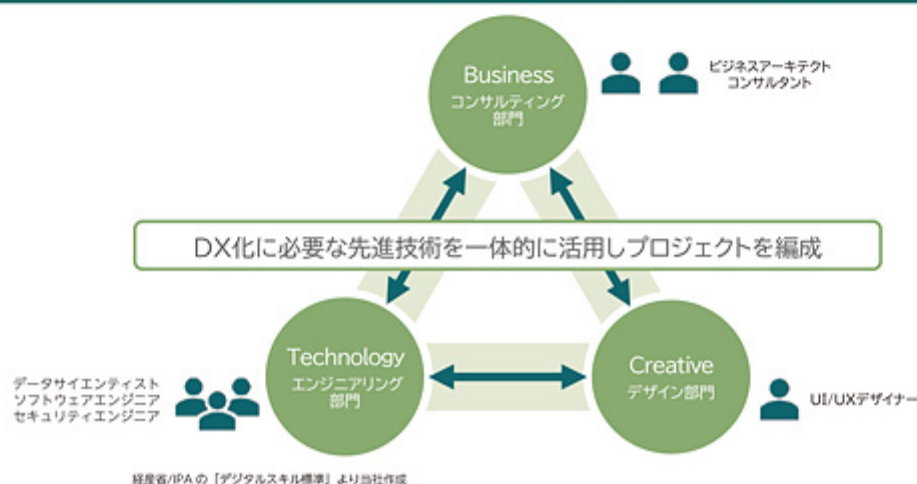 Business
コンサルティング
部門
ビジネスアーキテクト
コンサルタント
DX化に必要な先進技術を一体的に活用しプロジェクトを編成
Technology
エンジニアリング
部門
Creative
デザイン部門
データサイエンティスト
ソフトウェアエンジニア
セキュリティエンジニア
UI/UXデザイナー
経産省/IPAの「デジタルスキル標準」より当社作成